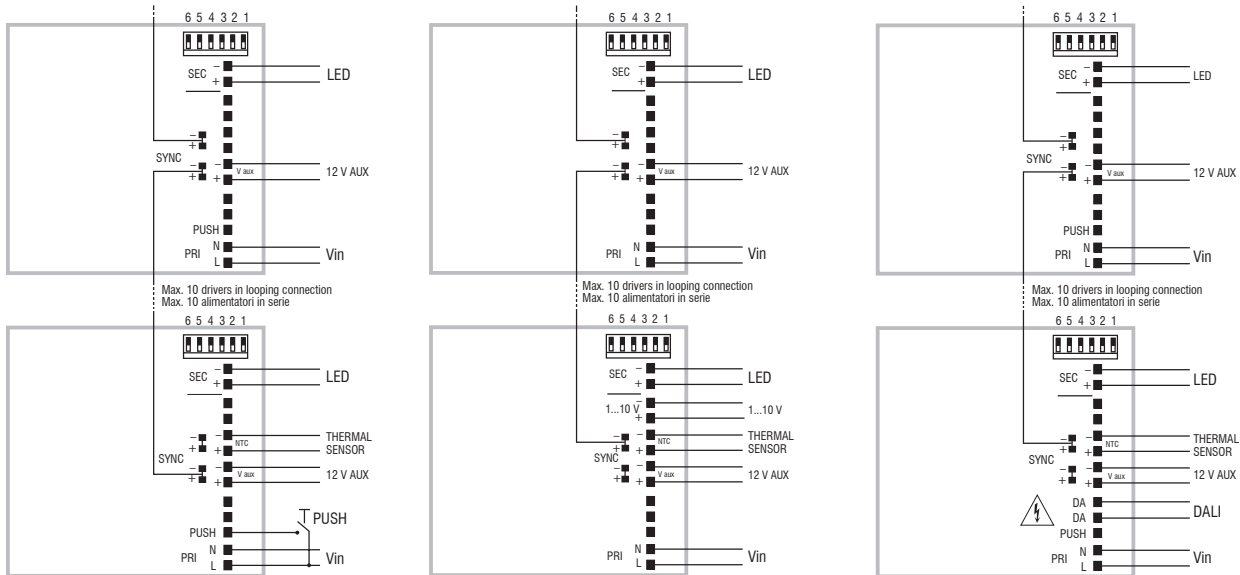 6 5 4 3 2 1
SEC
–
+
LED
–
+
SYNC
–
+
–
+
V aux
12 V AUX
PUSH
PRI
N
L
Vin
Max. 10 drivers in looping connection
Max. 10 alimentatori in serie
6 5 4 3 2 1
SEC
–
+
LED
–
+
SYNC
–
+
–
+
NTC
THERMAL
SENSOR
–
+
V aux
12 V AUX
PUSH
PUSH
PRI
N
L
Vin
6 5 4 3 2 1
SEC
–
+
LED
–
+
–
+
–
+
V aux
12 V AUX
PRI
N
L
Vin
Max. 10 drivers in looping connection
Max. 10 alimentatori in serie
6 5 4 3 2 1
SEC
–
+
LED
1...10 V
–
+
1...10 V
–
+
SYNC
–
+
–
+
NTC
THERMAL
SENSOR
–
+
V aux
12 V AUX
PRI
N
L
Vin
6 5 4 3 2 1
SEC
–
+
LED
–
+
SYNC
–
+
–
+
V aux
12 V AUX
PUSH
PRI
N
L
Vin
Max. 10 drivers in looping connection
Max. 10 alimentatori in serie
6 5 4 3 2 1
SEC
–
+
LED
–
+
SYNC
–
+
–
+
NTC
THERMAL
SENSOR
–
+
V aux
12 V AUX
DA
DA
DALI
PUSH
PRI
N
L
Vin